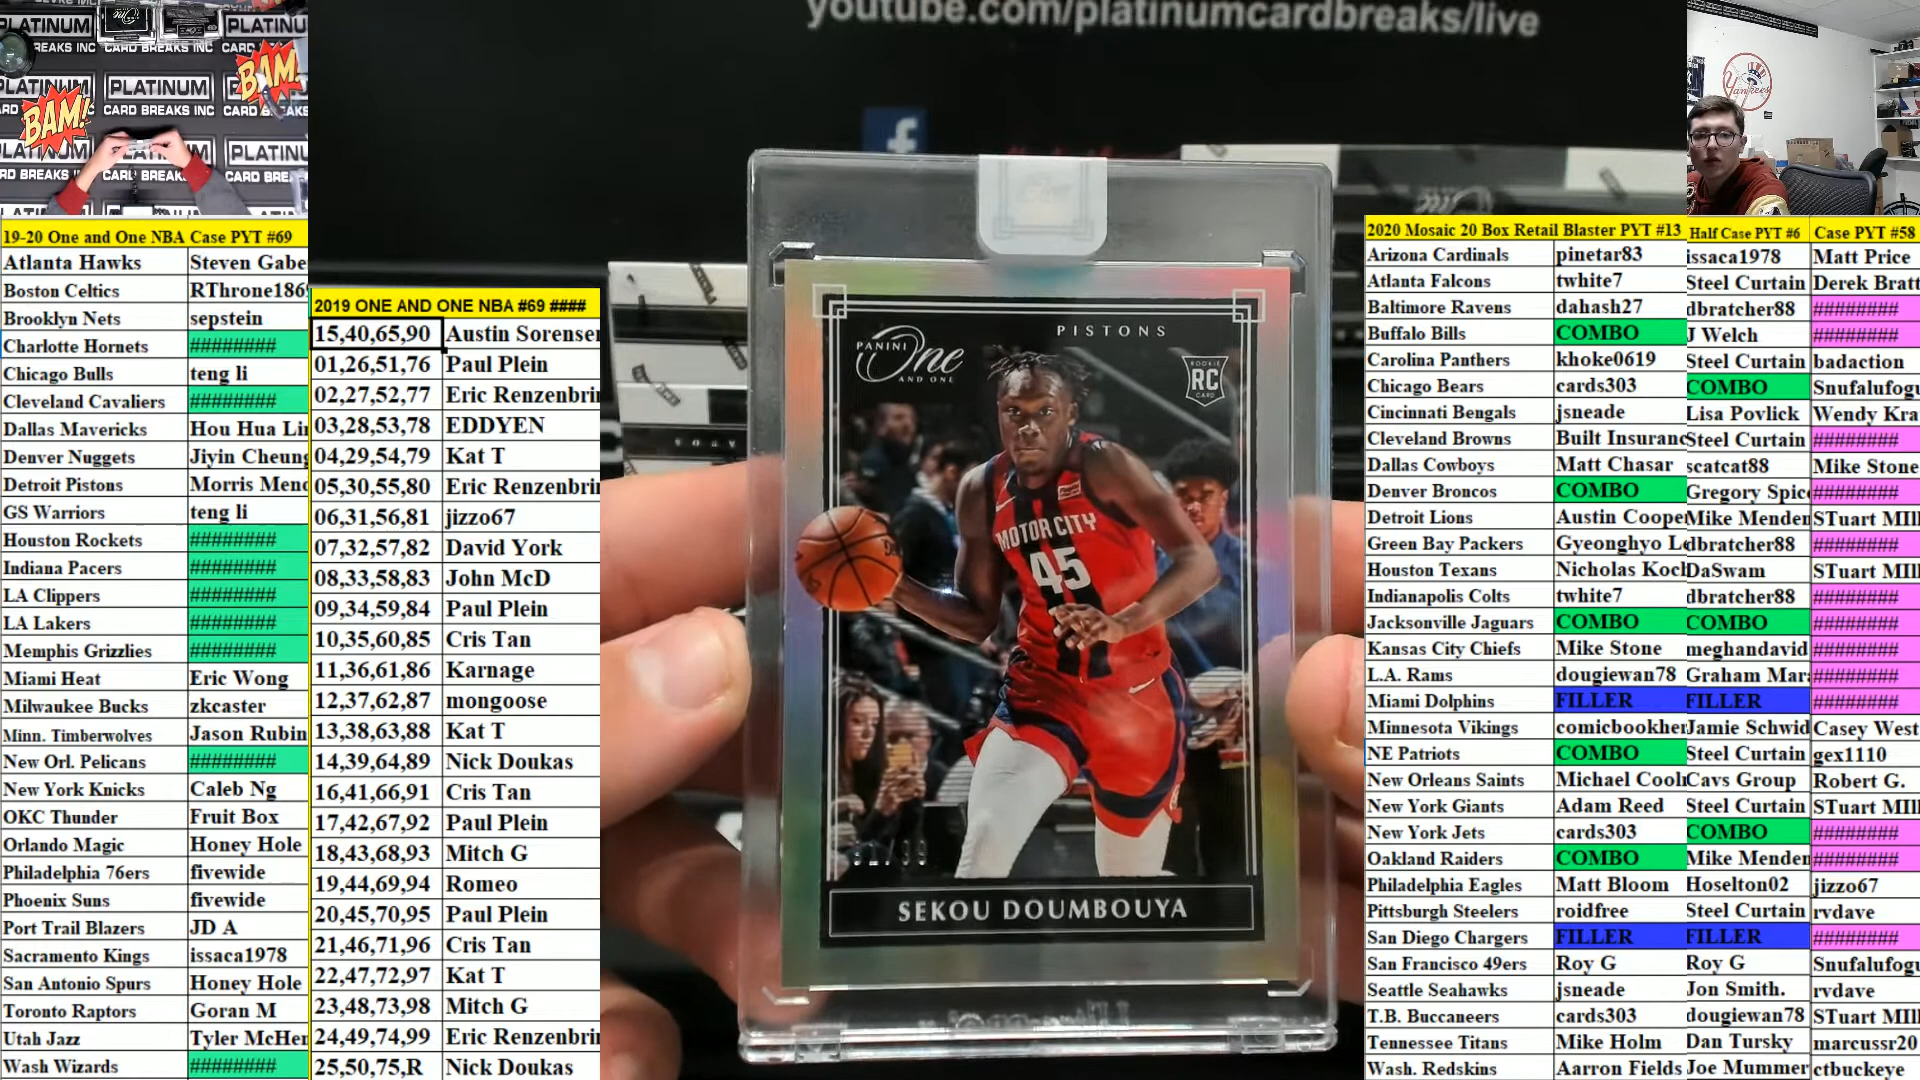 youtube.com/platinumcardbreaks/live
PLATINUM
CARD BREAKS INC
BAM!
BAM!
Yankees
19-20 One and One NBA Case PYT #69
Atlanta Hawks Steven Gabe
Boston Celtics RThrone186
Brooklyn Nets sepstein
Charlotte Hornets ########
Chicago Bulls teng li
Cleveland Cavaliers ########
Dallas Mavericks Hou Hua Li
Denver Nuggets Jiyin Cheung
Detroit Pistons Morris Mend
GS Warriors teng li
Houston Rockets ########
Indiana Pacers ########
LA Clippers ########
LA Lakers ########
Memphis Grizzlies ########
Miami Heat Eric Wong
Milwaukee Bucks zkcaster
Minn. Timberwolves Jason Rubin
New Orl. Pelicans ########
New York Knicks Caleb Ng
OKC Thunder Fruit Box
Orlando Magic Honey Hole
Philadelphia 76ers fivewide
Phoenix Suns fivewide
Port Trail Blazers JD A
Sacramento Kings issaca1978
San Antonio Spurs Honey Hole
Toronto Raptors Goran M
Utah Jazz Tyler McHe
Wash Wizards ########
2019 ONE AND ONE NBA #69 ####
15,40,65,90 Austin Sorense
01,26,51,76 Paul Plein
02,27,52,77 Eric Renzenbri
03,28,53,78 EDDYEN
04,29,54,79 Kat T
05,30,55,80 Eric Renzenbri
06,31,56,81 jizzo67
07,32,57,82 David York
08,33,58,83 John McD
09,34,59,84 Paul Plein
10,35,60,85 Cris Tan
11,36,61,86 Karnage
12,37,62,87 mongoose
13,38,63,88 Kat T
14,39,64,89 Nick Doukas
16,41,66,91 Cris Tan
17,42,67,92 Paul Plein
18,43,68,93 Mitch G
19,44,69,94 Romeo
20,45,70,95 Paul Plein
21,46,71,96 Cris Tan
22,47,72,97 Kat T
23,48,73,98 Mitch G
24,49,74,99 Eric Renzenbri
25,50,75,R Nick Doukas
PISTONS
PANINI
One
AND ONE
ROOKIE
RC
CARD
MOTOR CITY
45
SEKOU DOUMBOUYA
2020 Mosaic 20 Box Retail Blaster PYT #13 Half Case PYT #6 Case PYT #58
Arizona Cardinals pinetar83 issaca1978 Matt Price
Atlanta Falcons twhite7 Steel Curtain Derek Bratt
Baltimore Ravens dahash27 dbratcher88 ########
Buffalo Bills COMBO J Welch ########
Carolina Panthers khoke0619 Steel Curtain badaction
Chicago Bears cards303 COMBO Snufalufog
Cincinnati Bengals jsneade Lisa Povlick Wendy Kra
Cleveland Browns Built Insuranc Steel Curtain ########
Dallas Cowboys Matt Chasar scatcat88 Mike Stone
Denver Broncos COMBO Gregory Spic ########
Detroit Lions Austin Coope Mike Menden STuart MIll
Green Bay Packers Gyeonghyo L dbratcher88 ########
Houston Texans Nicholas Koc DaSwam STuart MIll
Indianapolis Colts twhite7 dbratcher88 ########
Jacksonville Jaguars COMBO COMBO ########
Kansas City Chiefs Mike Stone meghandavid ########
L.A. Rams dougiewan78 Graham Mar ########
Miami Dolphins FILLER FILLER ########
Minnesota Vikings comicbookhe Jamie Schwid Casey West
NE Patriots COMBO Steel Curtain gex1110
New Orleans Saints Michael Cool Cavs Group Robert G.
New York Giants Adam Reed Steel Curtain STuart MIll
New York Jets cards303 COMBO ########
Oakland Raiders COMBO Mike Menden ########
Philadelphia Eagles Matt Bloom Hoselton02 jizzo67
Pittsburgh Steelers roidfree Steel Curtain rvdave
San Diego Chargers FILLER FILLER ########
San Francisco 49ers Roy G Roy G Snufalufog
Seattle Seahawks jsneade Jon Smith. rvdave
T.B. Buccaneers cards303 dougiewan78 STuart MIll
Tennessee Titans Mike Holm Dan Tursky marcussr20
Wash. Redskins Aarron Fields Joe Mummer ctbuckeye